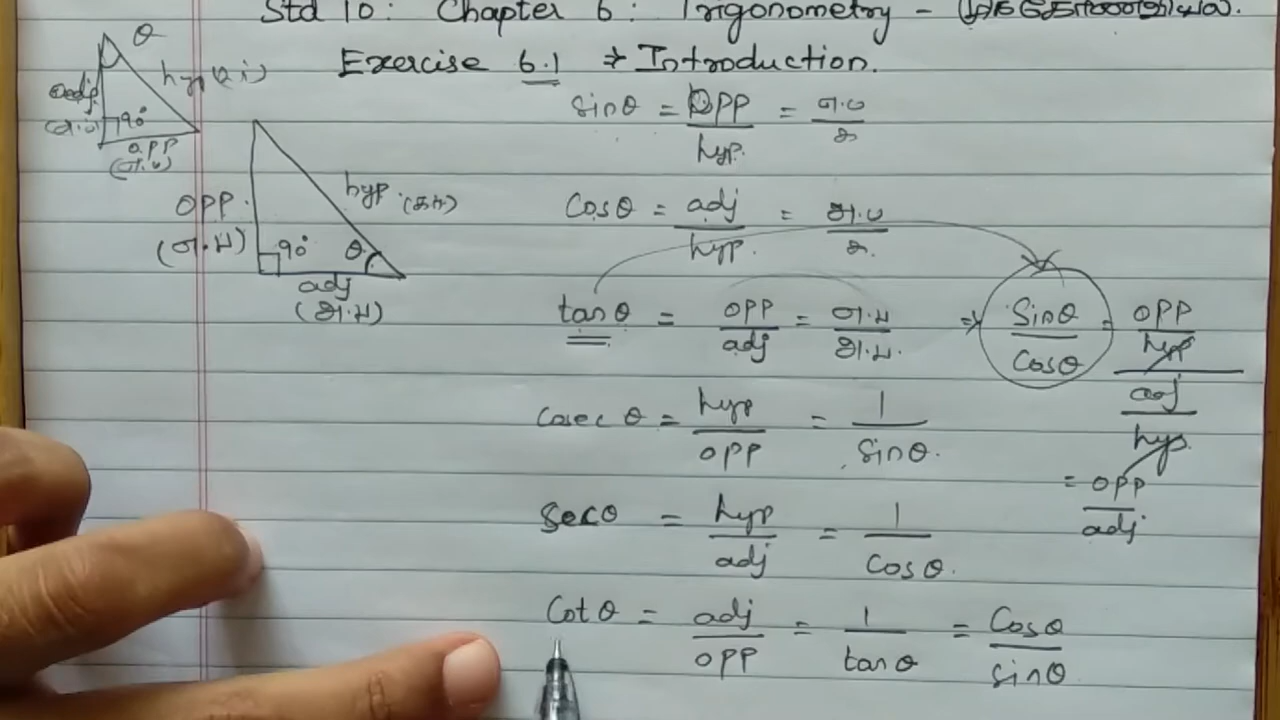 Std 10: Chapter 6: Trigonometry -
Exercise 6.1 ⇒ Introduction.
θ
adj
hyp
90°
opp
(எ.ப)
opp.
(எ.ப)
hyp.
90°
θ
adj
(அ.ப)
sinθ = opp/hyp. = எ.ப/க
Cosθ = adj/hyp. = அ.ப/க.
tanθ = opp/adj = எ.ப/அ.ப. ⇒ Sinθ/Cosθ = opp/hyp / adj/hyp.
= opp/adj
Cosec θ = hyp/opp = 1/Sinθ.
Secθ = hyp/adj = 1/Cosθ.
Cotθ = adj/opp = 1/tanθ = Cosθ/sinθ